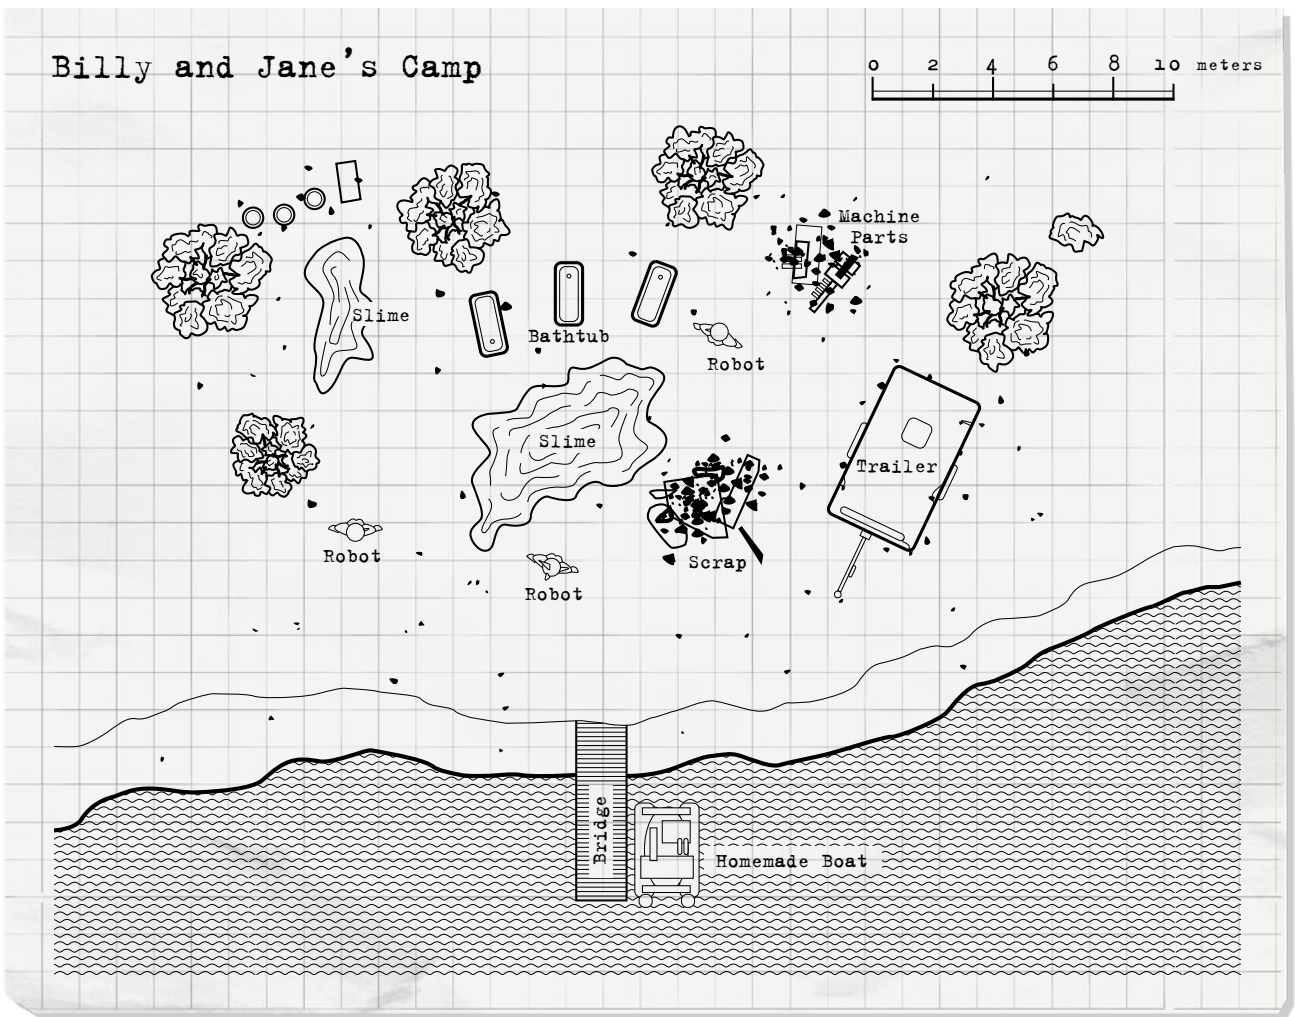 Billy and Jane's Camp
0 2 4 6 8 10 meters
Machine
Parts
Slime
Bathtub
Robot
Slime
Trailer
Robot
Scrap
Robot
Bridge
Homemade Boat